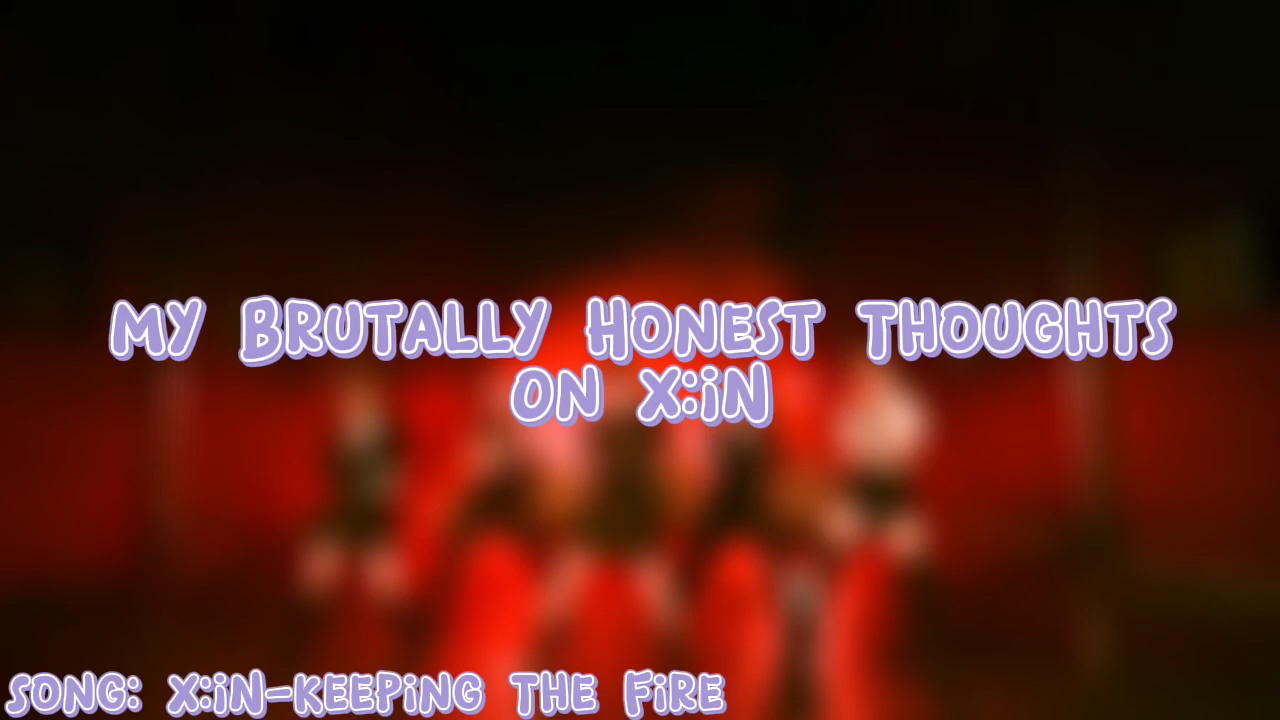 MY BRUTALLY HONEST THOUGHTS
ON X:iN
SONG: X:iN-KEEPiNG THE FiRE